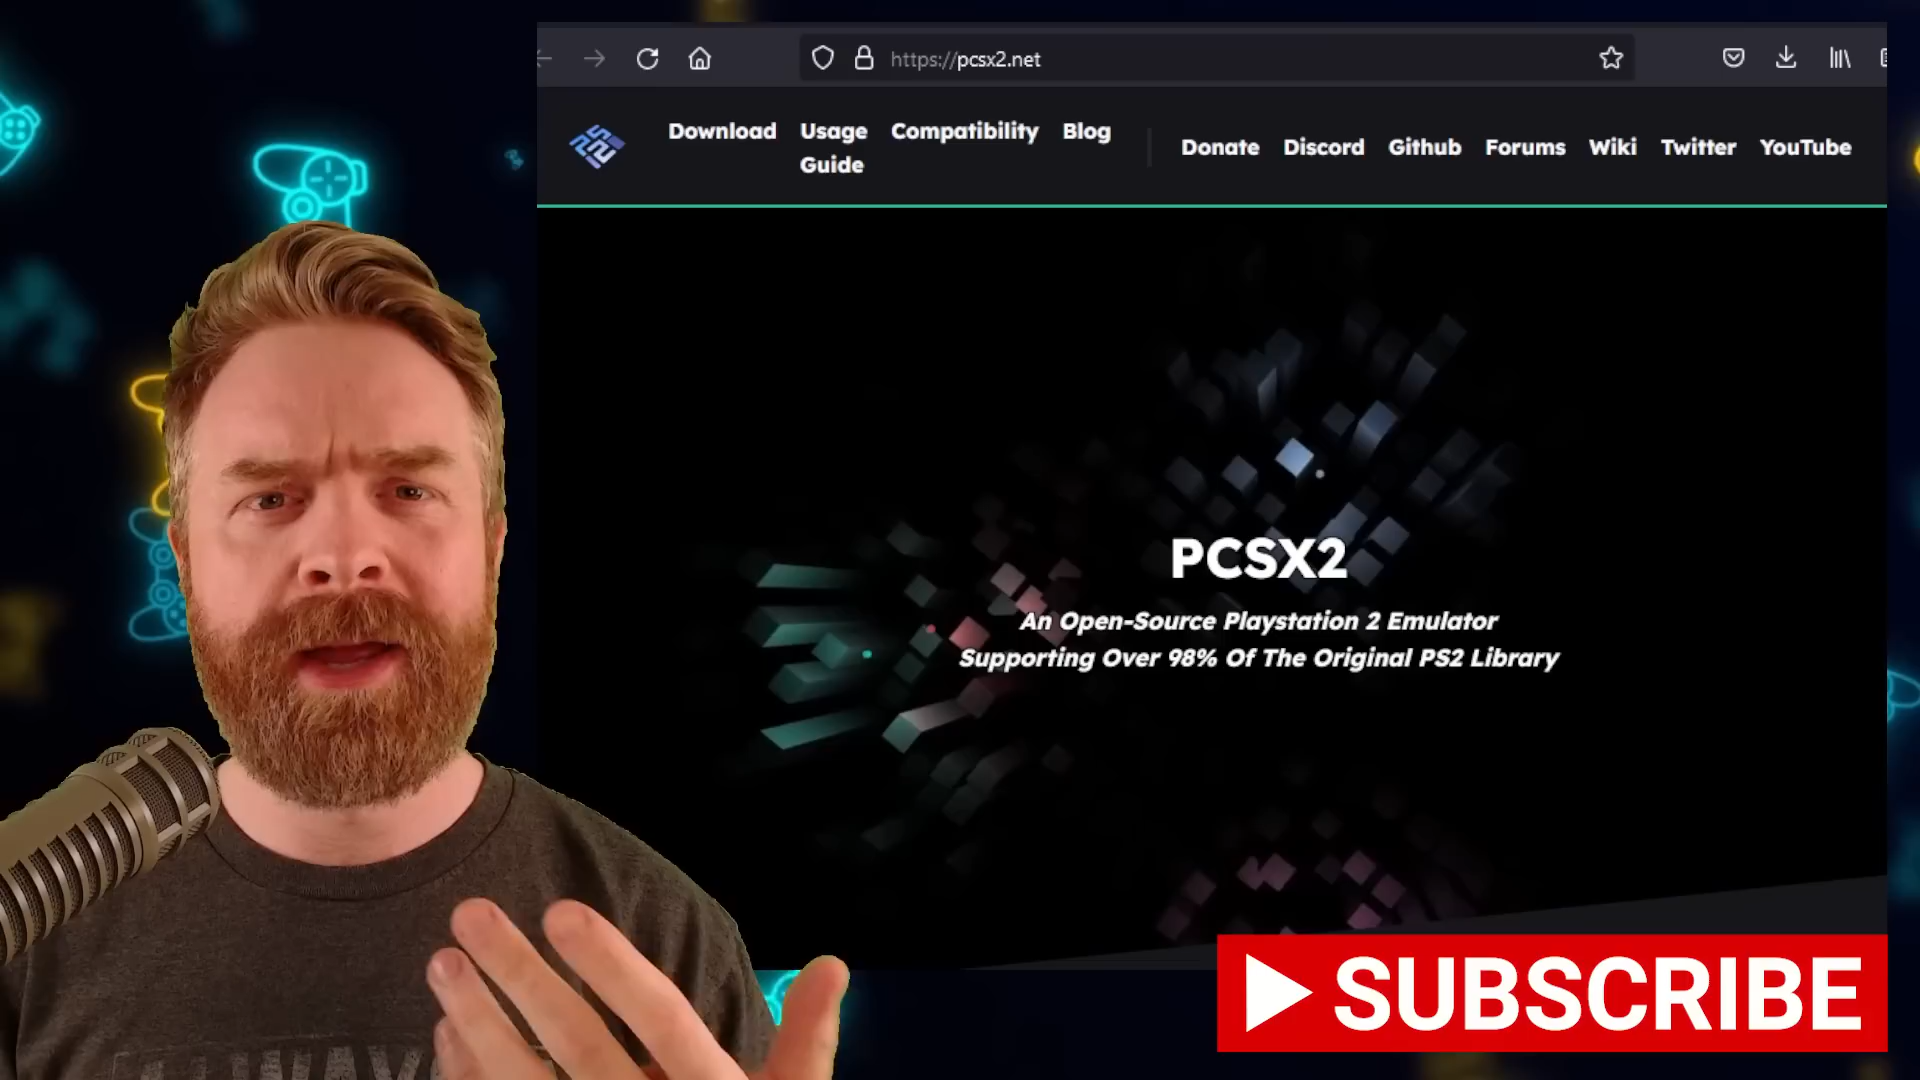 https://pcsx2.net
Download
Usage
Guide
Compatibility
Blog
Donate
Discord
Github
Forums
Wiki
Twitter
YouTube
PCSX2
An Open-Source Playstation 2 Emulator
Supporting Over 98% Of The Original PS2 Library
SUBSCRIBE